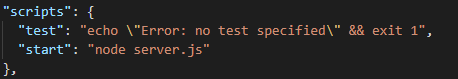 "scripts": {
"test": "echo \"Error: no test specified\" && exit 1",
"start": "node server.js"
},